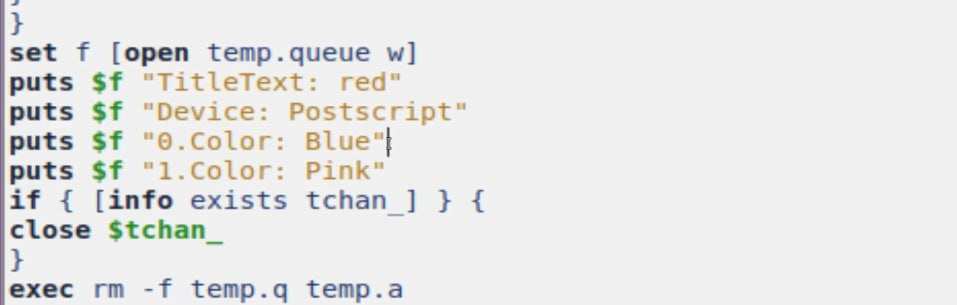 }
}
set f [open temp.queue w]
puts $f "TitleText: red"
puts $f "Device: Postscript"
puts $f "0.Color: Blue"
puts $f "1.Color: Pink"
if { [info exists tchan_] } {
close $tchan_
}
exec rm -f temp.q temp.a